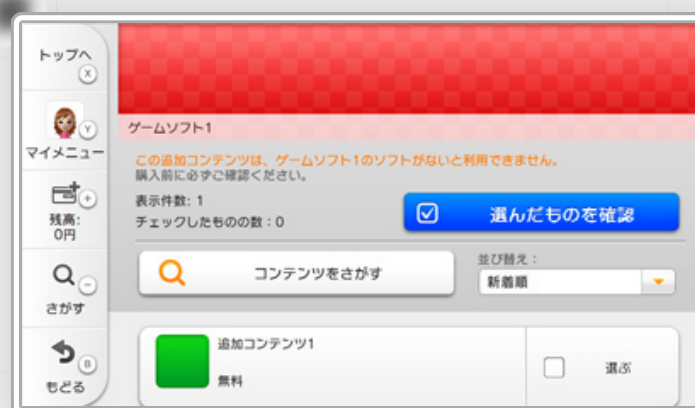 トップへ
X
Y
マイメニュー
+
残高:
0円
-
さがす
B
もどる
ゲームソフト1
この追加コンテンツは、ゲームソフト1のソフトがないと利用できません。
購入前に必ずご確認ください。
表示件数: 1
チェックしたものの数：0
選んだものを確認
コンテンツをさがす
並び替え：
新着順
追加コンテンツ1
無料
選ぶ